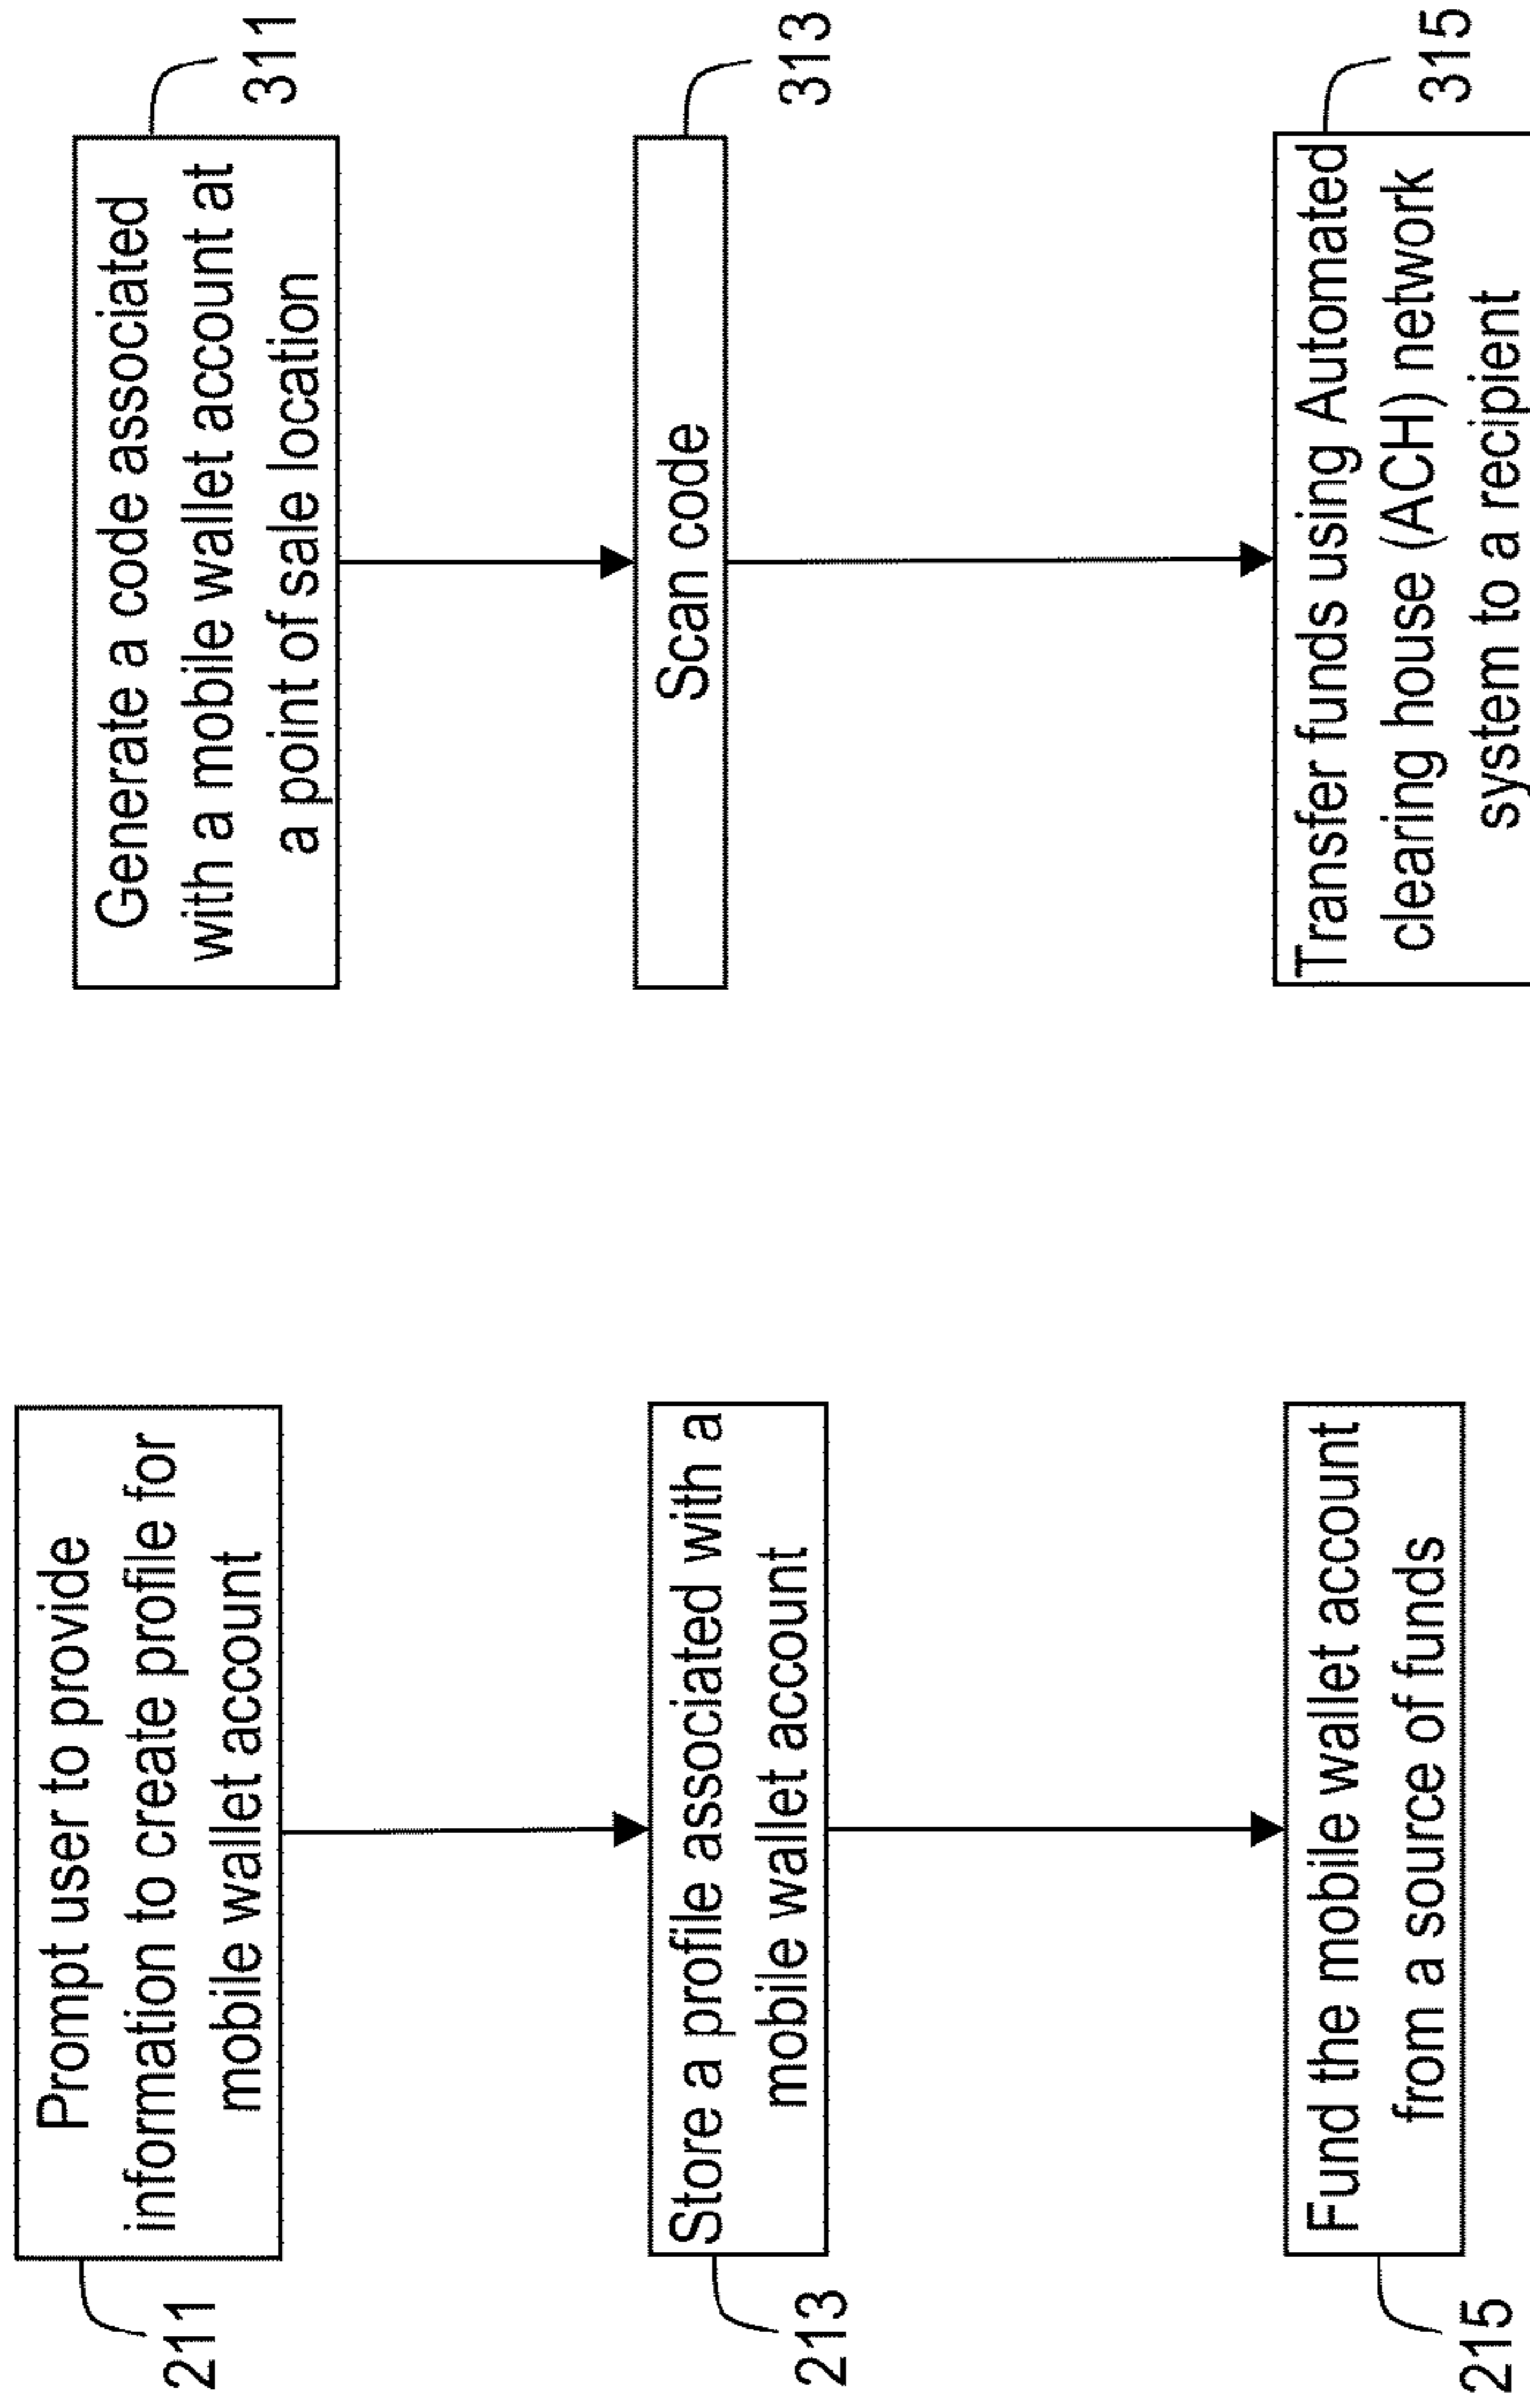 Prompt user to provide
information to create profile for
mobile wallet account
211
Store a profile associated with a
mobile wallet account
213
Fund the mobile wallet account
from a source of funds
215
Generate a code associated
with a mobile wallet account at
a point of sale location
311
Scan code
313
Transfer funds using Automated
clearing house (ACH) network
system to a recipient
315